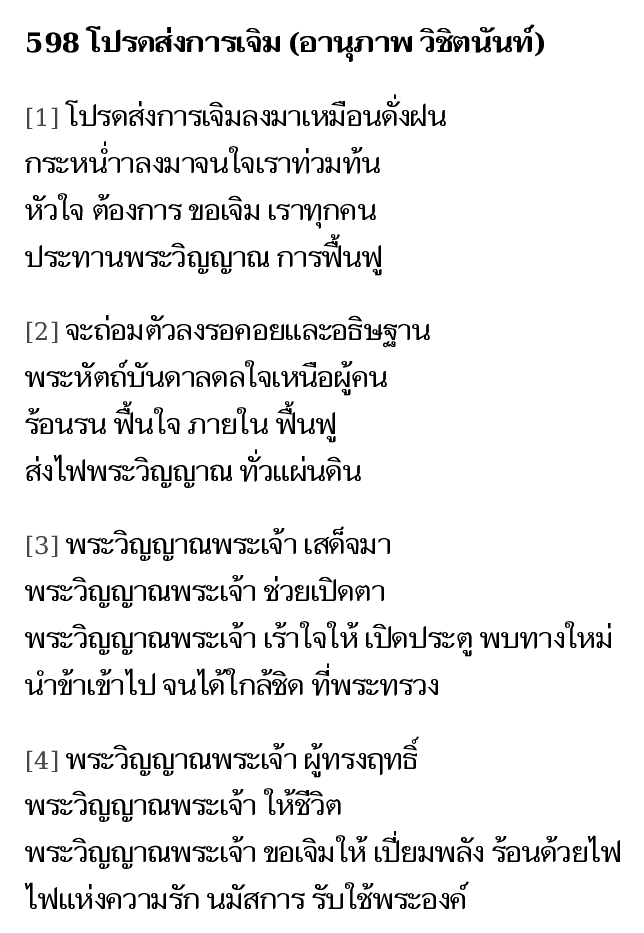 598 โปรดส่งการเจิม (อานุภาพ วิชิตนันท์)
[1] โปรดส่งการเจิมลงมาเหมือนดั่งฝน
กระหน่ำาลงมาจนใจเราท่วมท้น
หัวใจ ต้องการ ขอเจิม เราทุกคน
ประทานพระวิญญาณ การฟื้นฟู
[2] จะถ่อมตัวลงรอคอยและอธิษฐาน
พระหัตถ์บันดาลดลใจเหนือผู้คน
ร้อนรน ฟื้นใจ ภายใน ฟื้นฟู
ส่งไฟพระวิญญาณ ทั่วแผ่นดิน
[3] พระวิญญาณพระเจ้า เสด็จมา
พระวิญญาณพระเจ้า ช่วยเปิดตา
พระวิญญาณพระเจ้า เร้าใจให้ เปิดประตู พบทางใหม่
นำข้าเข้าไป จนได้ใกล้ชิด ที่พระทรวง
[4] พระวิญญาณพระเจ้า ผู้ทรงฤทธิ์
พระวิญญาณพระเจ้า ให้ชีวิต
พระวิญญาณพระเจ้า ขอเจิมให้ เปี่ยมพลัง ร้อนด้วยไฟ
ไฟแห่งความรัก นมัสการ รับใช้พระองค์